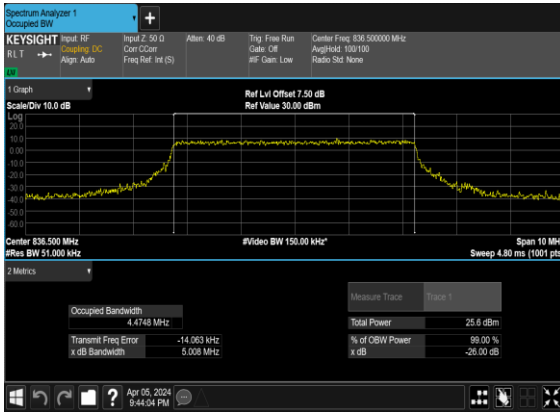 Spectrum Analyzer 1
Occupied BW
KEYSIGHT Input: RF Input Z: 50 Ω Atten: 40 dB Trig: Free Run Center Freq: 836.500000 MHz
RLT Coupling: DC Corr CCorr Gate: Off Avg|Hold: 100/100
Align: Auto Freq Ref: Int (S) #IF Gain: Low Radio Std: None
LW
1 Graph
Ref Lvl Offset 7.50 dB
Scale/Div 10.0 dB Ref Value 30.00 dBm
Log
20.0
10.0
0.00
-10.0
-20.0
-30.0
-40.0
-50.0
-60.0
Center 836.500 MHz #Video BW 150.00 kHz* Span 10 MH
#Res BW 51.000 kHz Sweep 4.80 ms (1001 pts
2 Metrics
Measure Trace Trace 1
Occupied Bandwidth
4.4748 MHz Total Power 25.6 dBm
Transmit Freq Error -14.063 kHz % of OBW Power 99.00 %
x dB Bandwidth 5.008 MHz x dB -26.00 dB
?
Apr 05, 2024
9:44:04 PM